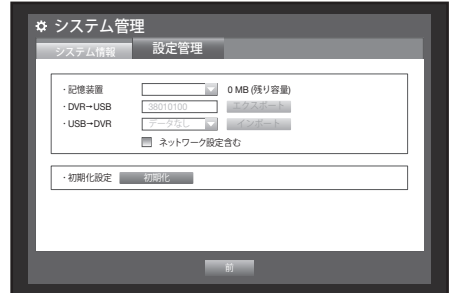 システム管理
システム情報 設定管理
・記憶装置 0 MB (残り容量)
・DVR→USB 38010100 エクスポート
・USB→DVR データなし インポート
ネットワーク設定含む
・初期化設定 初期化
前